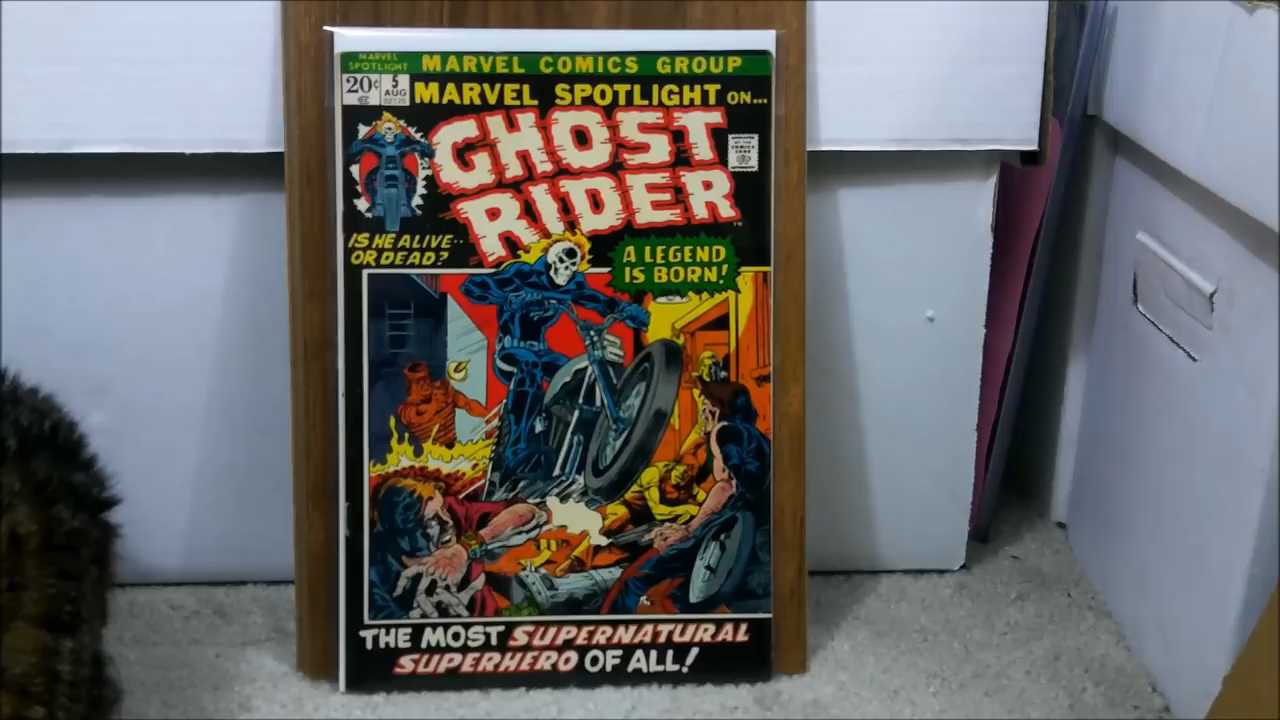 MARVEL SPOTLIGHT
MARVEL COMICS GROUP
20¢
5
AUG
MARVEL SPOTLIGHT ON...
GHOST
RIDER
IS HE ALIVE--
OR DEAD?
A LEGEND
IS BORN!
THE MOST SUPERNATURAL
SUPERHERO OF ALL!